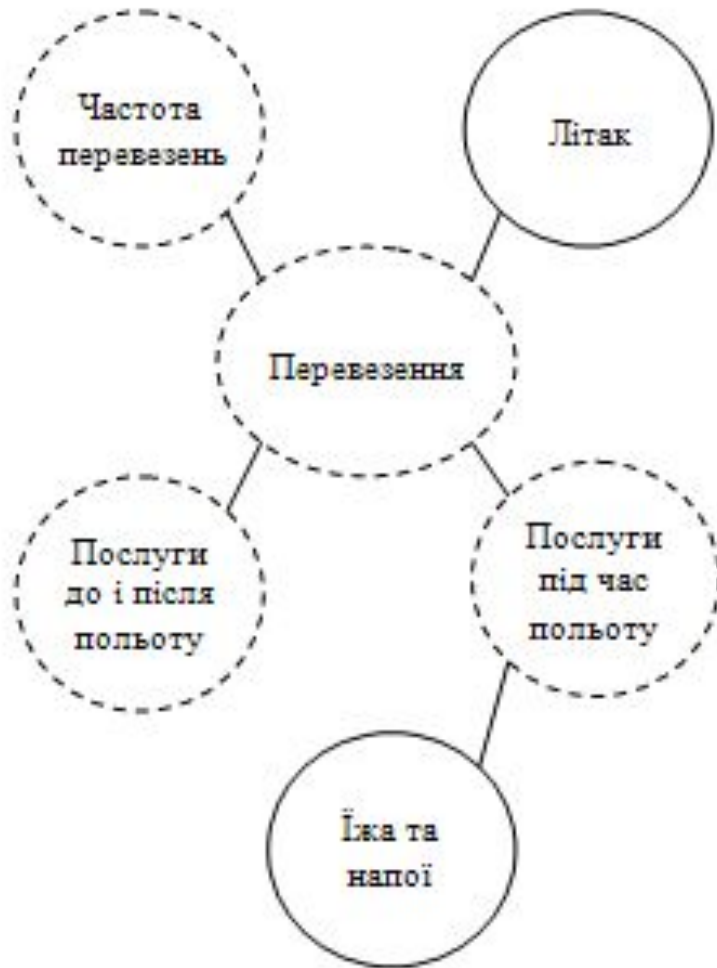 Частота
перевезень
Літак
Перевезення
Послуги
до і після
польоту
Послуги
під час
польоту
Їжа та
напої